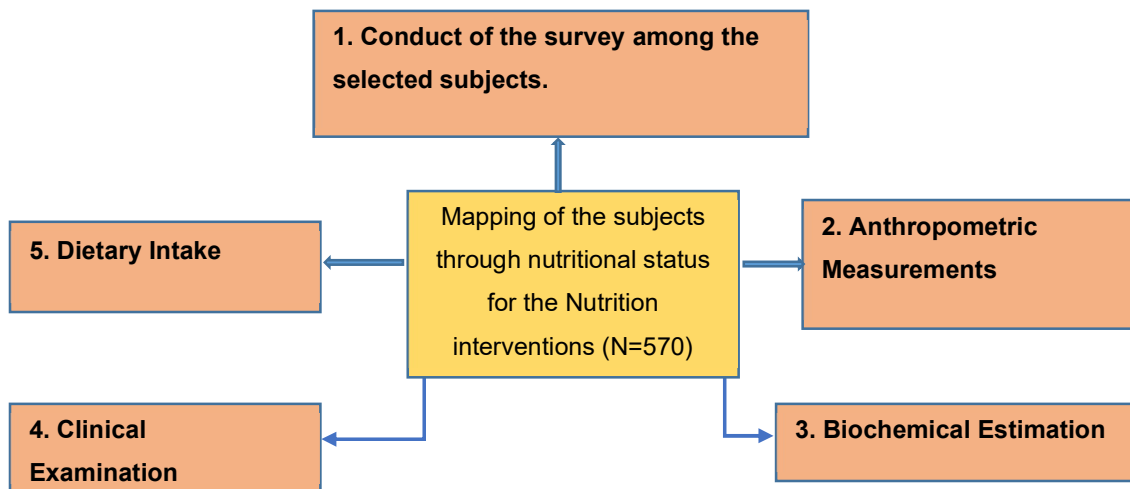 1. Conduct of the survey among the
selected subjects.
Mapping of the subjects
through nutritional status
for the Nutrition
interventions (N=570)
2. Anthropometric
Measurements
3. Biochemical Estimation
4. Clinical
Examination
5. Dietary Intake